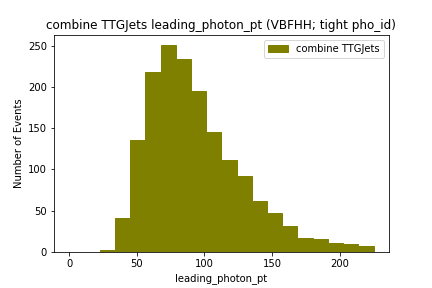 combine TTGJets leading_photon_pt (VBFHH; tight pho_id)
combine TTGJets
Number of Events
250
200
150
100
50
0
0 50 100 150 200
leading_photon_pt